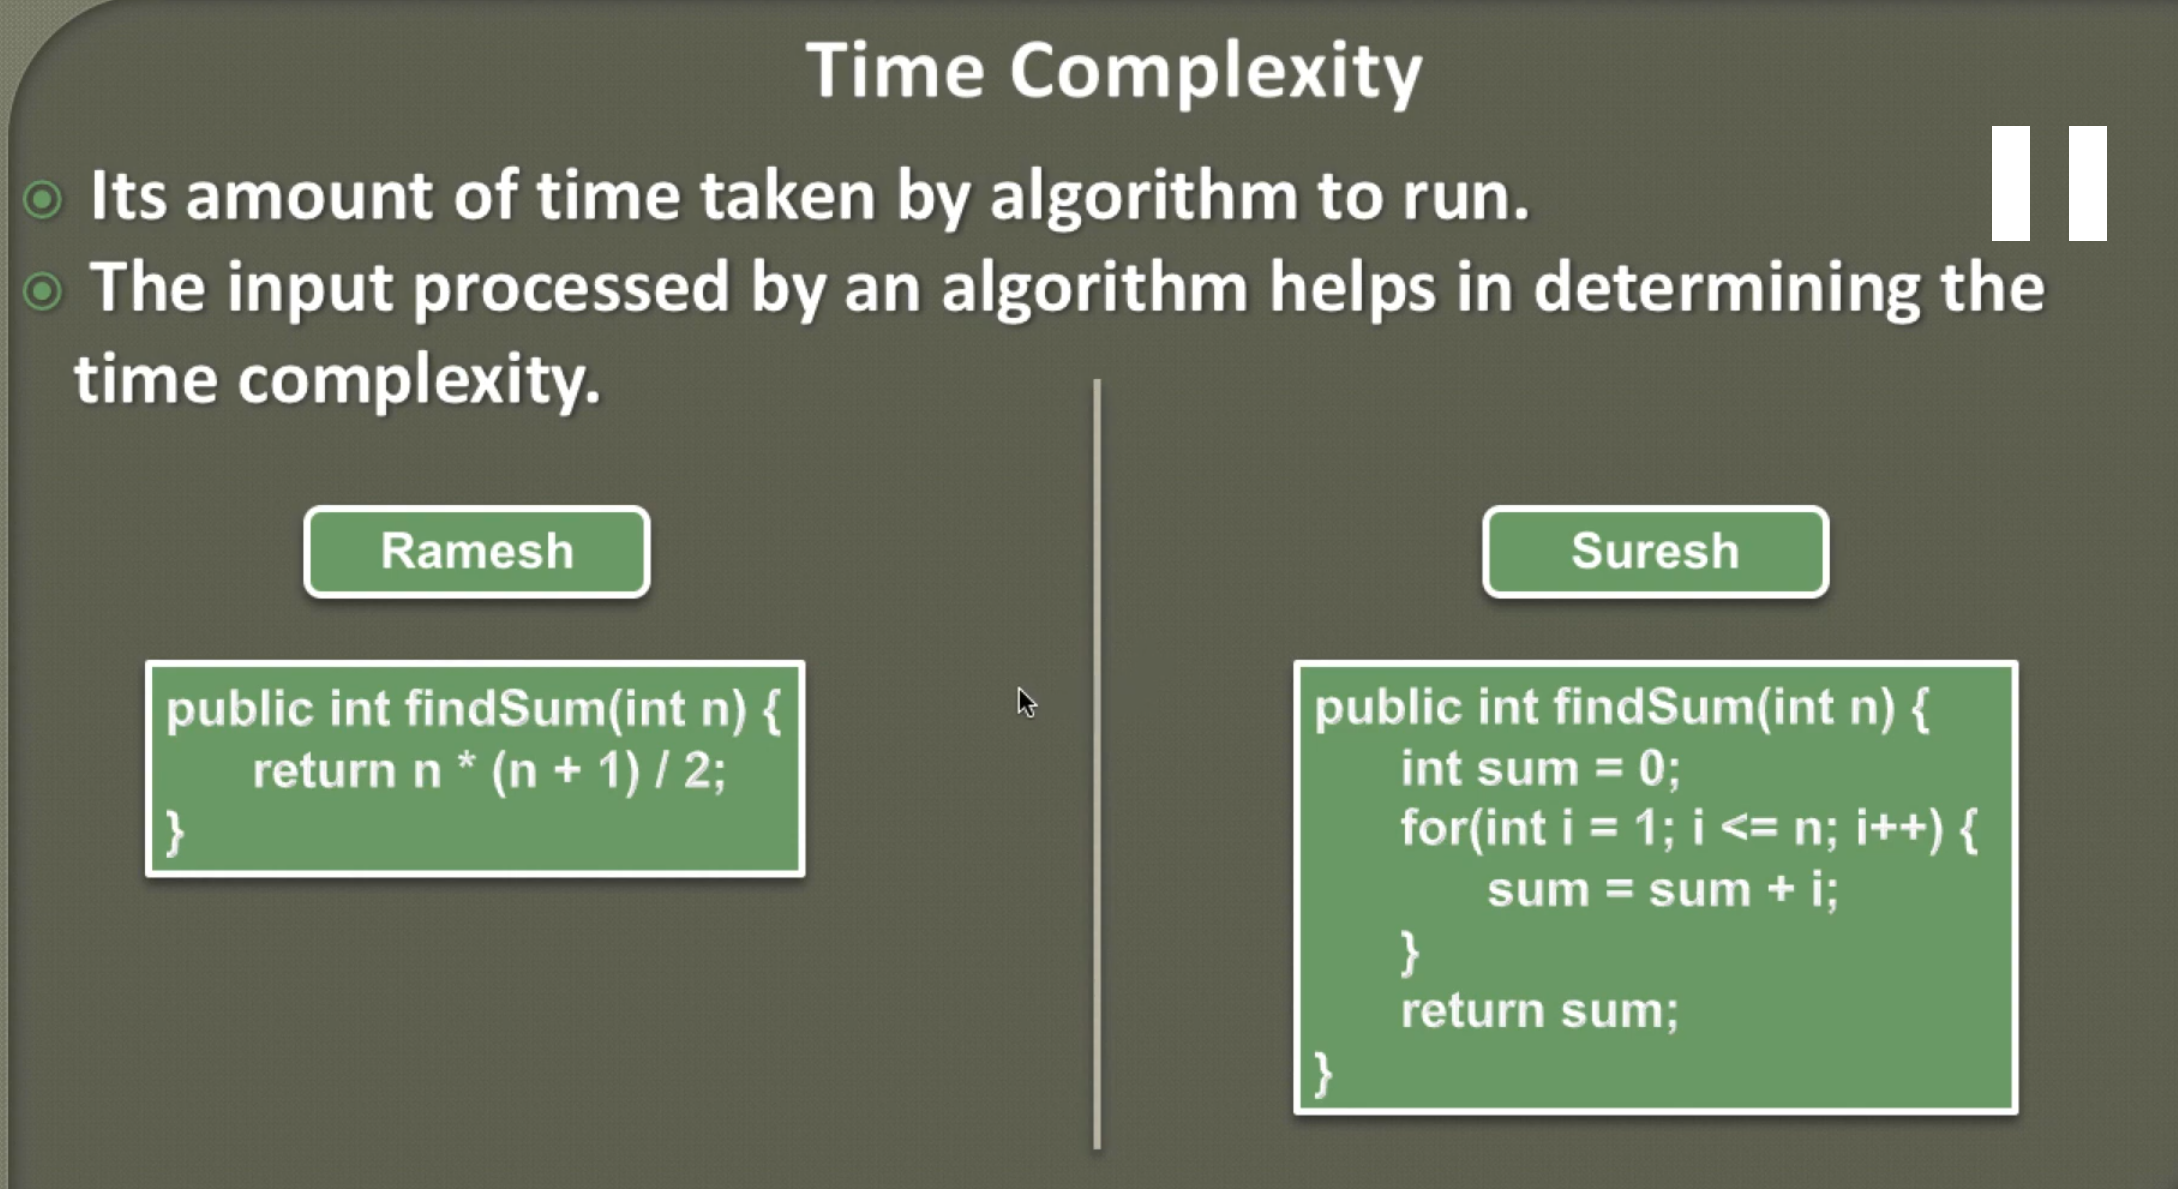 Time Complexity
Its amount of time taken by algorithm to run.
The input processed by an algorithm helps in determining the
time complexity.
Ramesh
public int findSum(int n) {
return n * (n + 1) / 2;
}
Suresh
public int findSum(int n) {
int sum = 0;
for(int i = 1; i <= n; i++) {
sum = sum + i;
}
return sum;
}